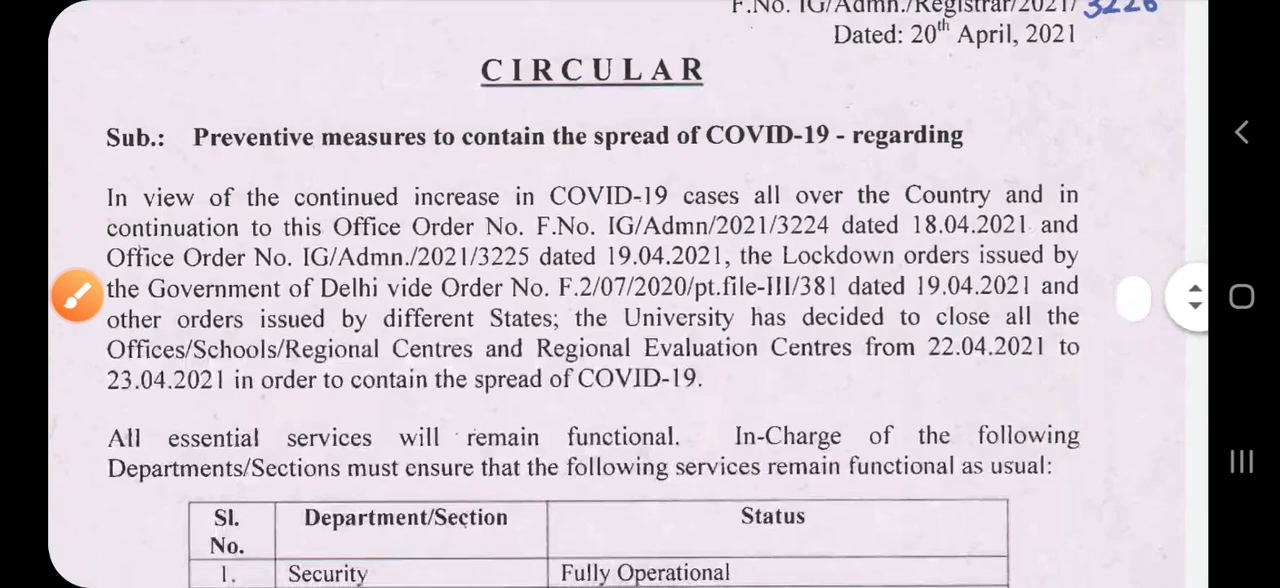 F.No. IG/Admn./Registrar/2021/ 3226
Dated: 20th April, 2021
CIRCULAR
Sub.: Preventive measures to contain the spread of COVID-19 - regarding
In view of the continued increase in COVID-19 cases all over the Country and in
continuation to this Office Order No. F.No. IG/Admn/2021/3224 dated 18.04.2021 and
Office Order No. IG/Admn./2021/3225 dated 19.04.2021, the Lockdown orders issued by
the Government of Delhi vide Order No. F.2/07/2020/pt.file-III/381 dated 19.04.2021 and
other orders issued by different States; the University has decided to close all the
Offices/Schools/Regional Centres and Regional Evaluation Centres from 22.04.2021 to
23.04.2021 in order to contain the spread of COVID-19.
All essential services will remain functional. In-Charge of the following
Departments/Sections must ensure that the following services remain functional as usual:
Sl. Department/Section Status
No.
1. Security Fully Operational